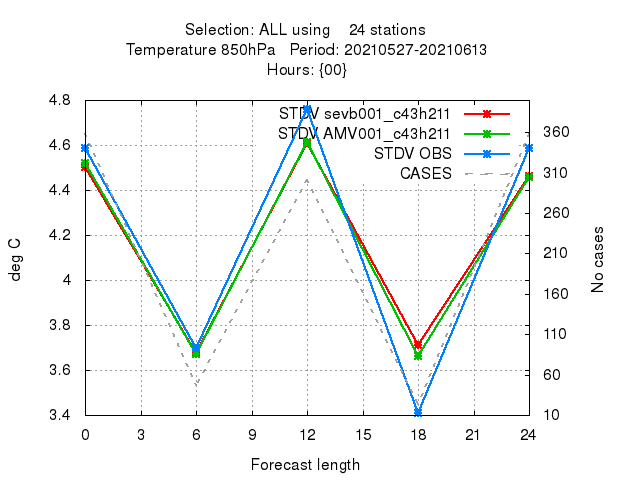 Selection: ALL using    24 stations
Temperature 850hPa   Period: 20210527-20210613
Hours: {00}
4.8
4.6
4.4
4.2
4
3.8
3.6
3.4
deg C
STDV sevb001_c43h211
STDV AMV001_c43h211
STDV OBS
CASES
360
310
260
210
160
110
60
10
No cases
0 3 6 9 12 15 18 21 24
Forecast length